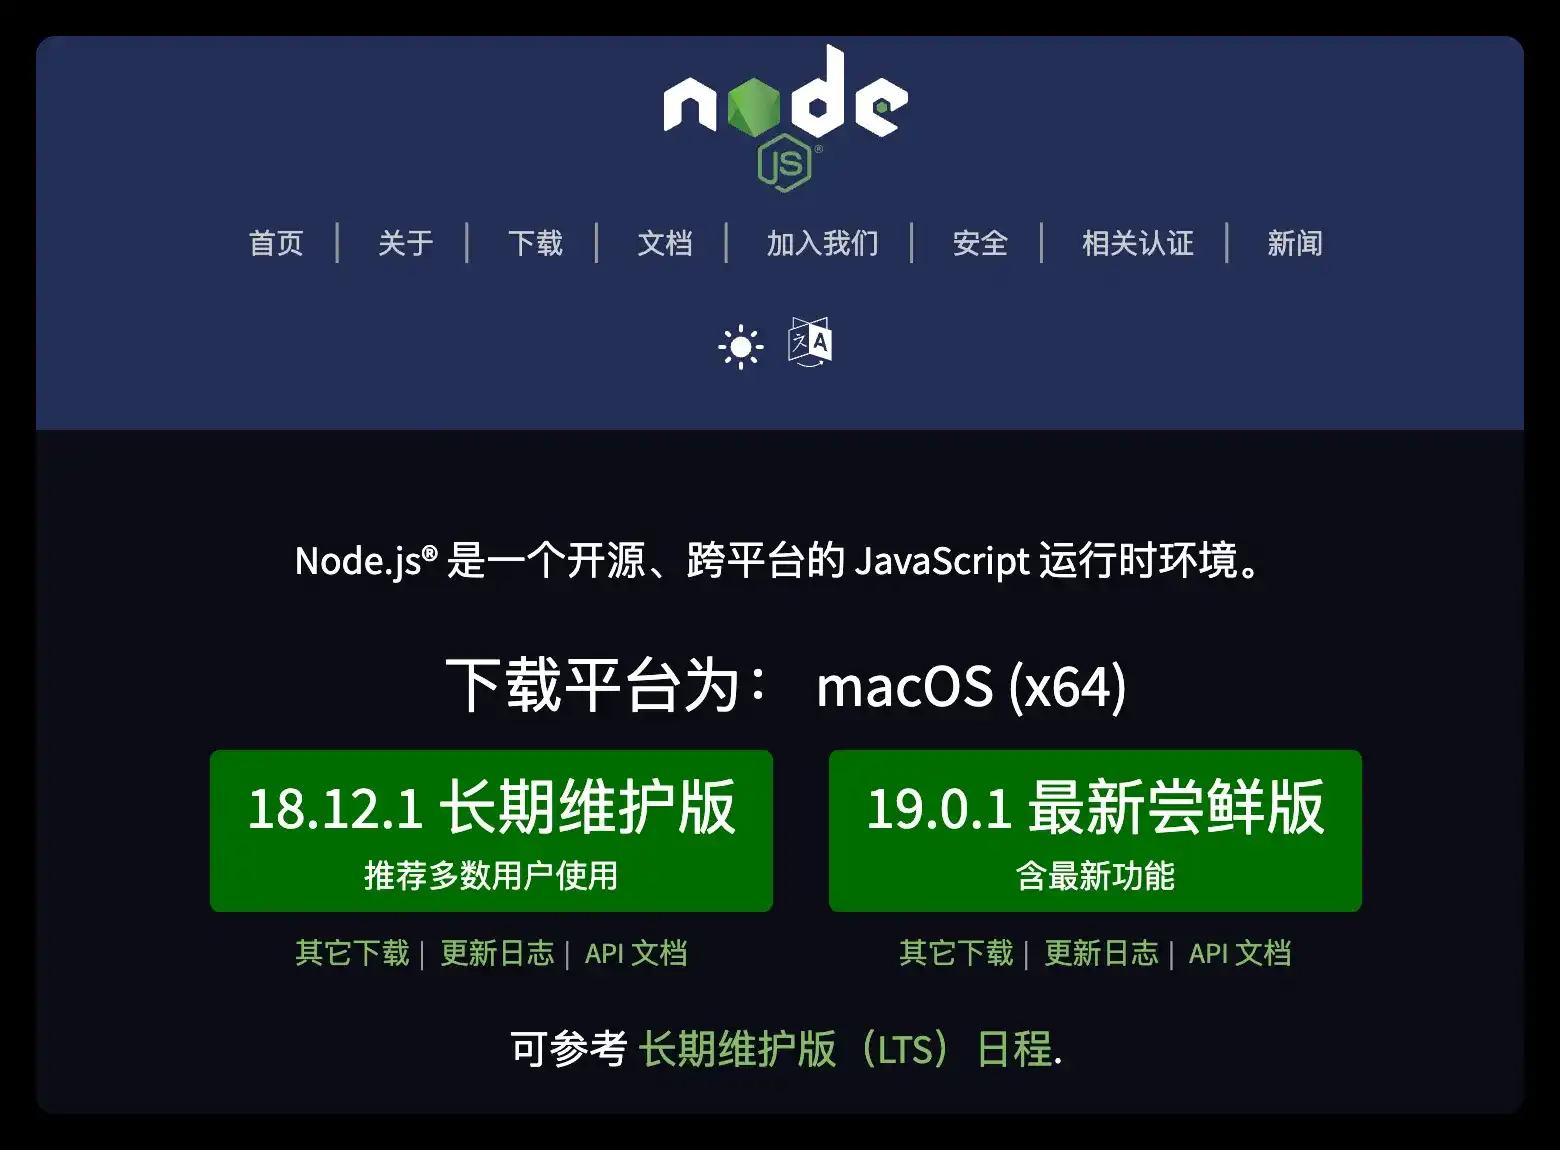 node
JS®
首页 | 关于 | 下载 | 文档 | 加入我们 | 安全 | 相关认证 | 新闻
文 A
Node.js® 是一个开源、跨平台的 JavaScript 运行时环境。
下载平台为： macOS (x64)
18.12.1 长期维护版
推荐多数用户使用
其它下载 | 更新日志 | API 文档
19.0.1 最新尝鲜版
含最新功能
其它下载 | 更新日志 | API 文档
可参考 长期维护版（LTS） 日程.